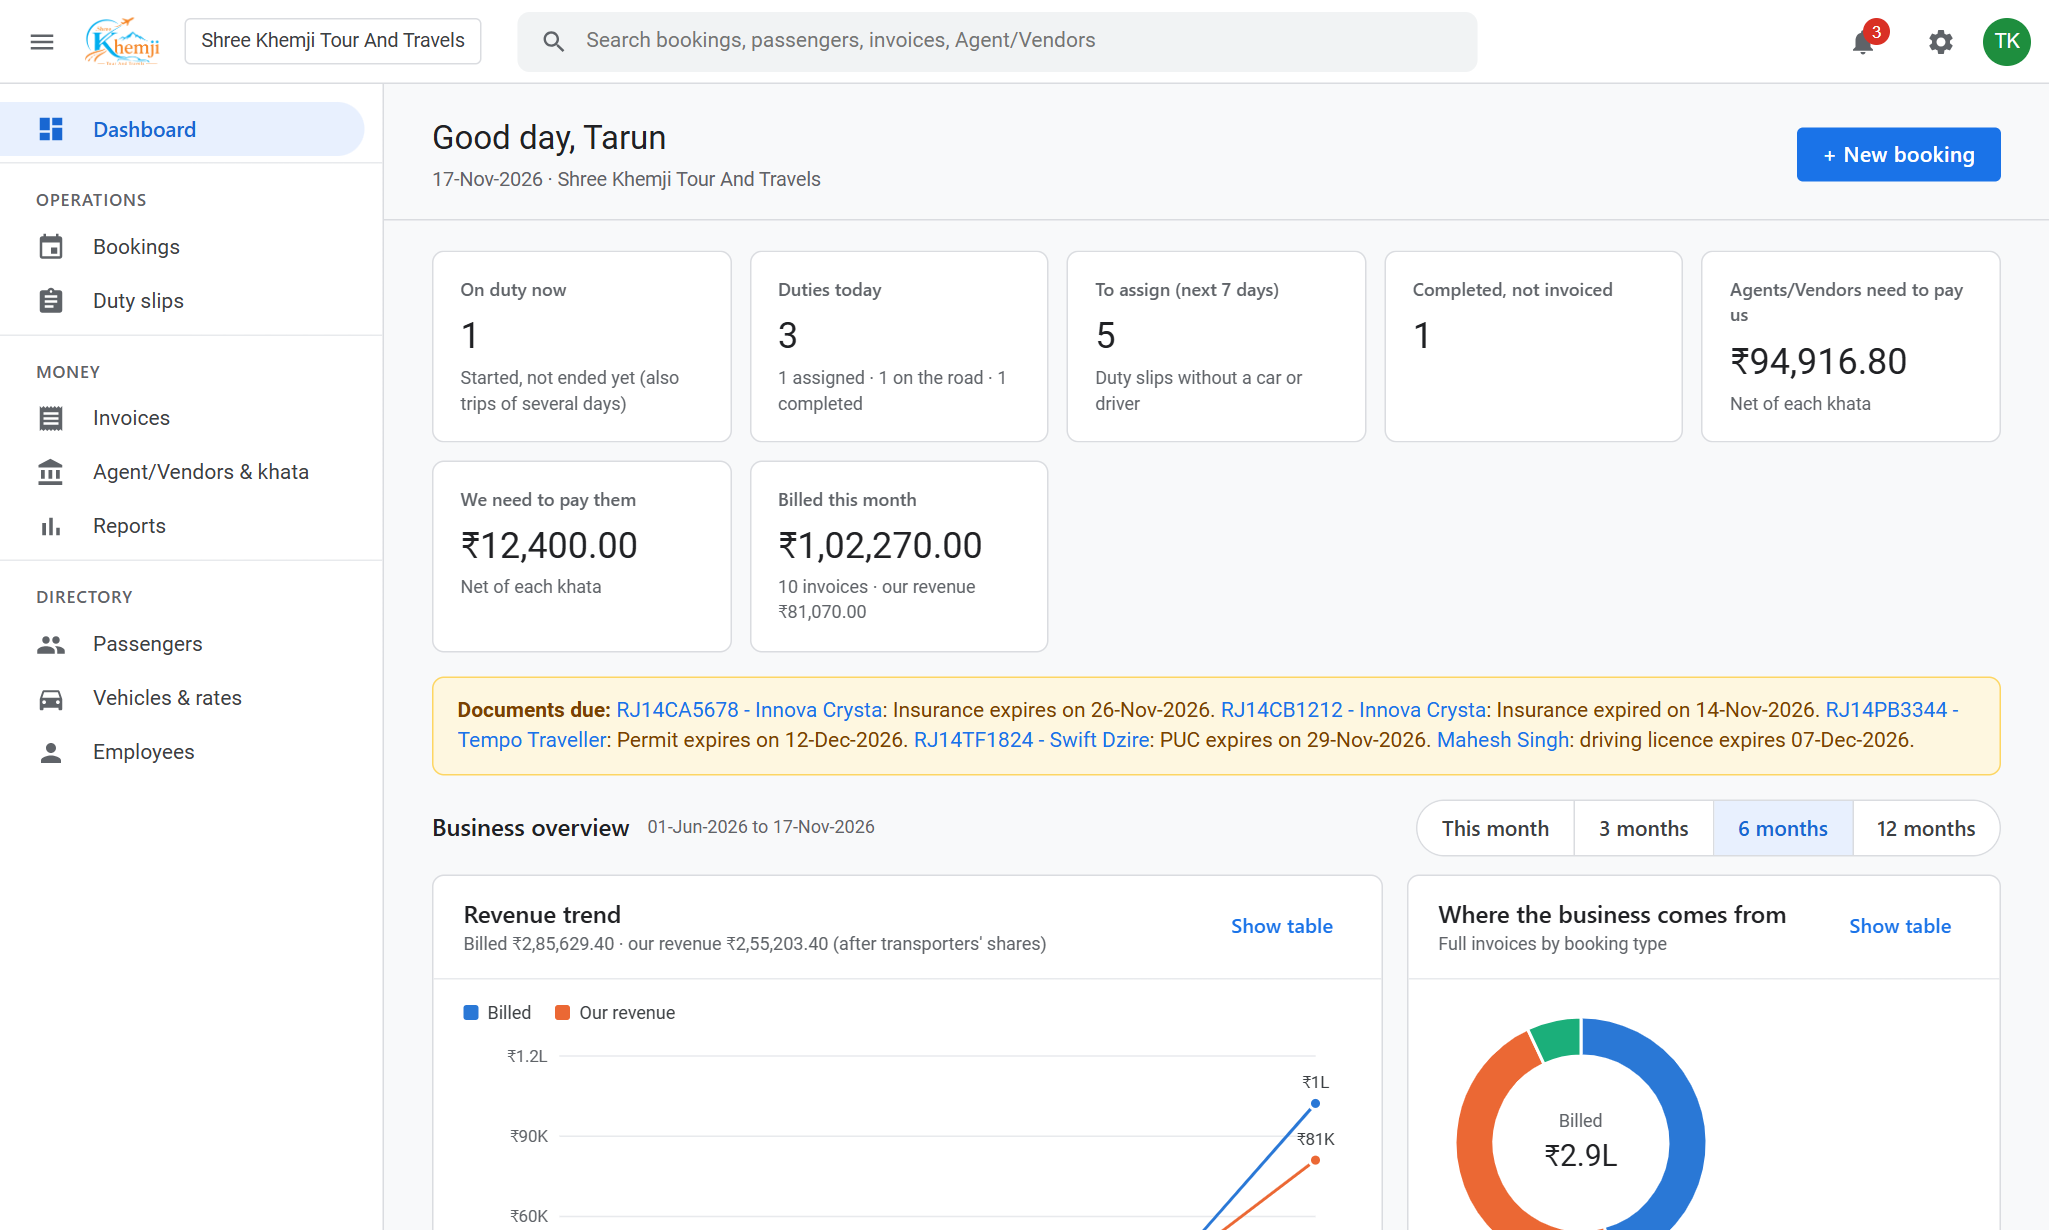 Khemji
Shree Khemji Tour And Travels
Search bookings, passengers, invoices, Agent/Vendors
3
TK
Dashboard
OPERATIONS
Bookings
Duty slips
MONEY
Invoices
Agent/Vendors & khata
Reports
DIRECTORY
Passengers
Vehicles & rates
Employees
Good day, Tarun
17-Nov-2026 · Shree Khemji Tour And Travels
+ New booking
On duty now
1
Started, not ended yet (also
trips of several days)
Duties today
3
1 assigned · 1 on the road · 1
completed
To assign (next 7 days)
5
Duty slips without a car or
driver
Completed, not invoiced
1
Agents/Vendors need to pay
us
₹94,916.80
Net of each khata
We need to pay them
₹12,400.00
Net of each khata
Billed this month
₹1,02,270.00
10 invoices · our revenue
₹81,070.00
Documents due: RJ14CA5678 - Innova Crysta: Insurance expires on 26-Nov-2026. RJ14CB1212 - Innova Crysta: Insurance expired on 14-Nov-2026. RJ14PB3344 -
Tempo Traveller: Permit expires on 12-Dec-2026. RJ14TF1824 - Swift Dzire: PUC expires on 29-Nov-2026. Mahesh Singh: driving licence expires 07-Dec-2026.
Business overview 01-Jun-2026 to 17-Nov-2026
This month
3 months
6 months
12 months
Revenue trend
Billed ₹2,85,629.40 · our revenue ₹2,55,203.40 (after transporters' shares)
Show table
Billed
Our revenue
₹1.2L
₹1L
₹90K
₹81K
₹60K
Where the business comes from
Full invoices by booking type
Show table
Billed
₹2.9L